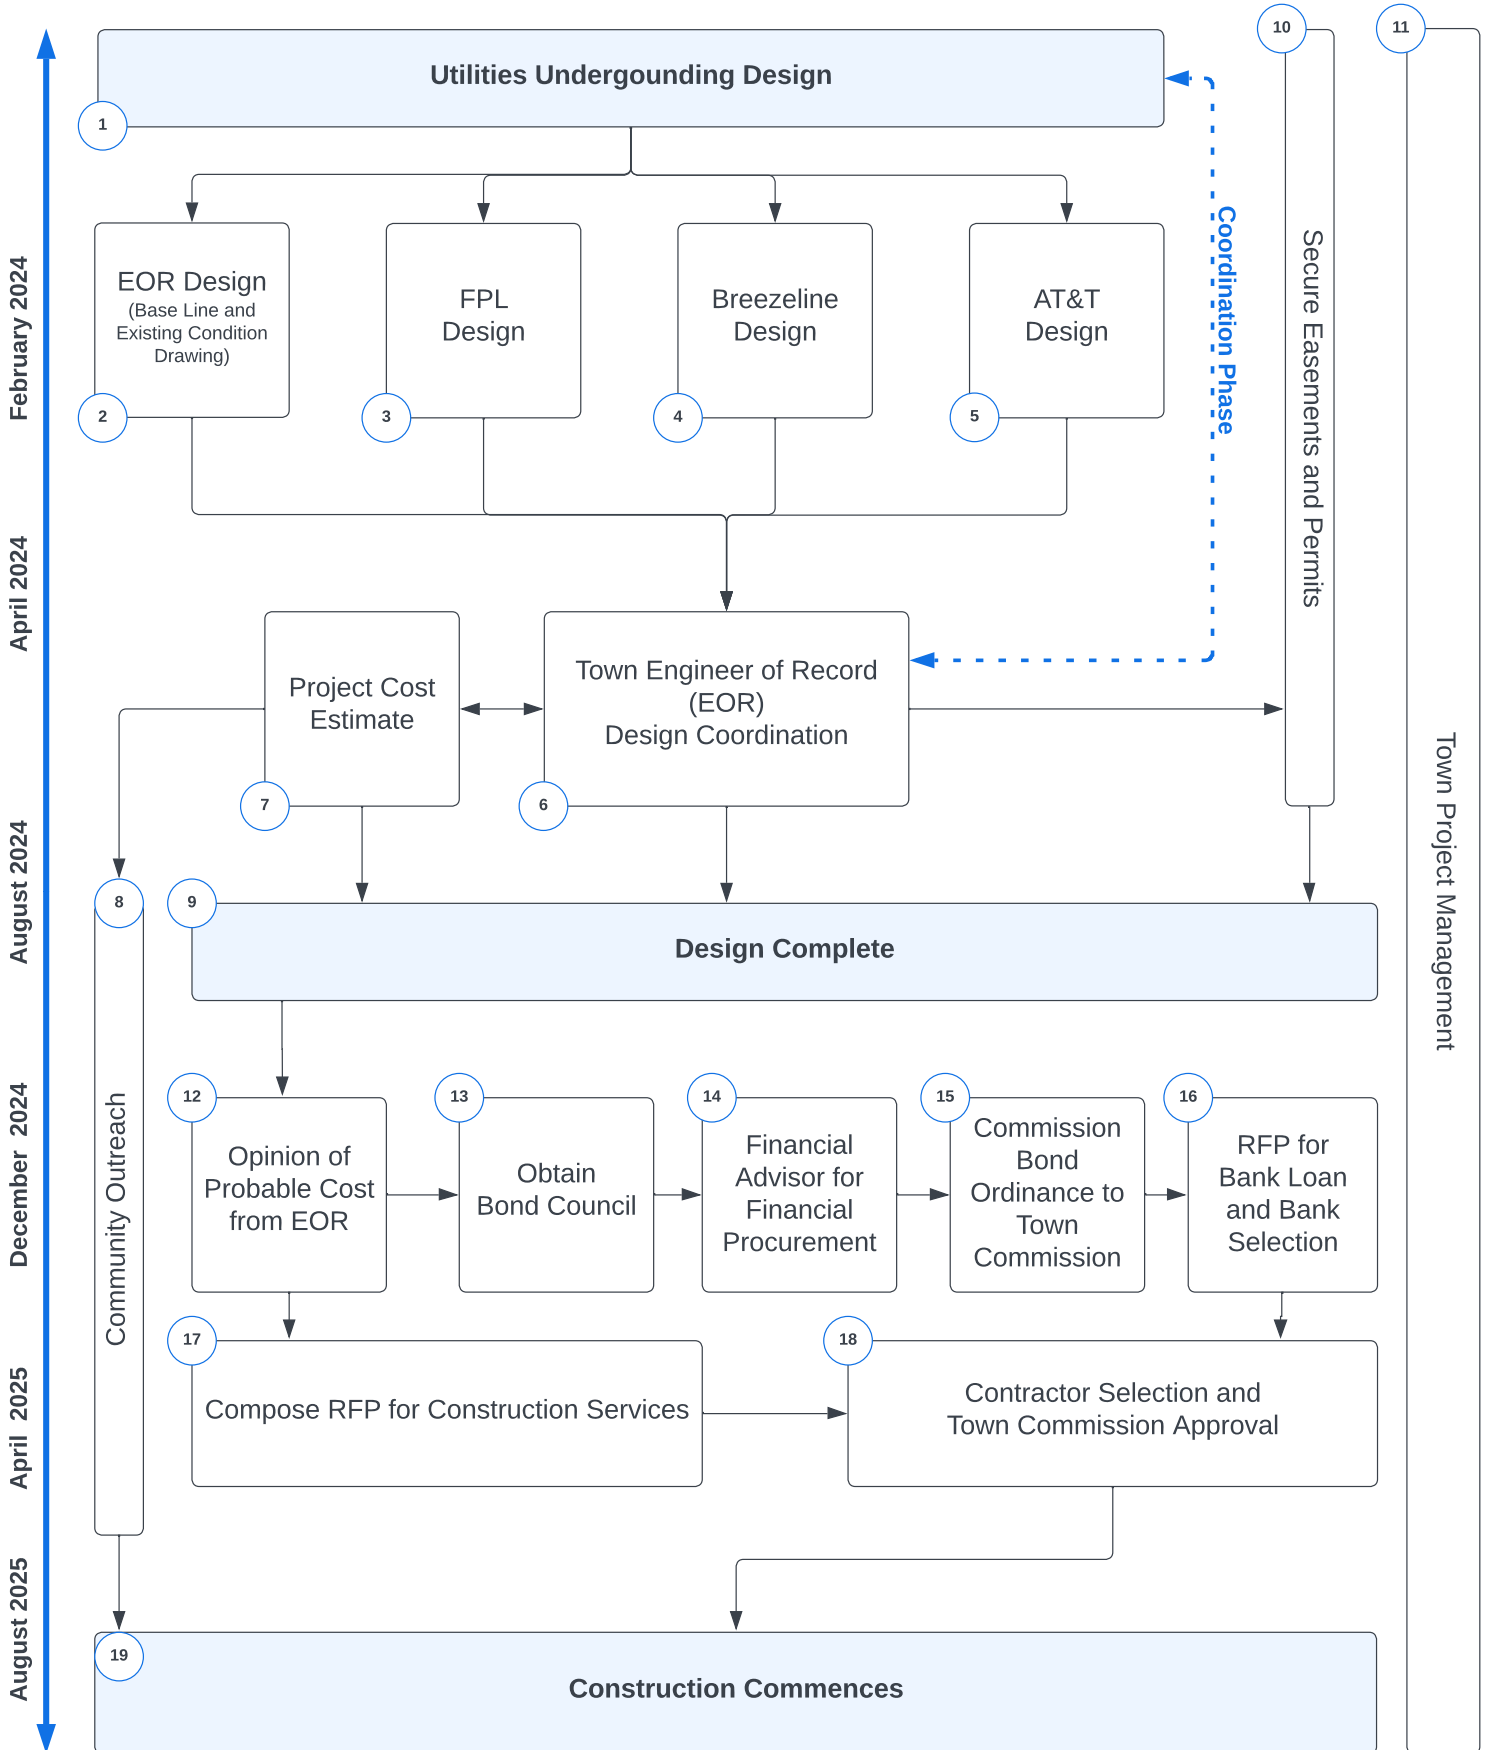 10
11
Utilities Undergounding Design
1
February 2024
EOR Design
(Base Line and
Existing Condition
Drawing)
2
FPL
Design
3
Breezeline
Design
4
AT&T
Design
5
Coordination Phase
Secure Easements and Permits
April 2024
Project Cost
Estimate
7
Town Engineer of Record
(EOR)
Design Coordination
6
Town Project Management
August 2024
8
9
Design Complete
Community Outreach
December 2024
12
Opinion of
Probable Cost
from EOR
13
Obtain
Bond Council
14
Financial
Advisor for
Financial
Procurement
15
Commission
Bond
Ordinance to
Town
Commission
16
RFP for
Bank Loan
and Bank
Selection
April 2025
17
Compose RFP for Construction Services
18
Contractor Selection and
Town Commission Approval
August 2025
19
Construction Commences